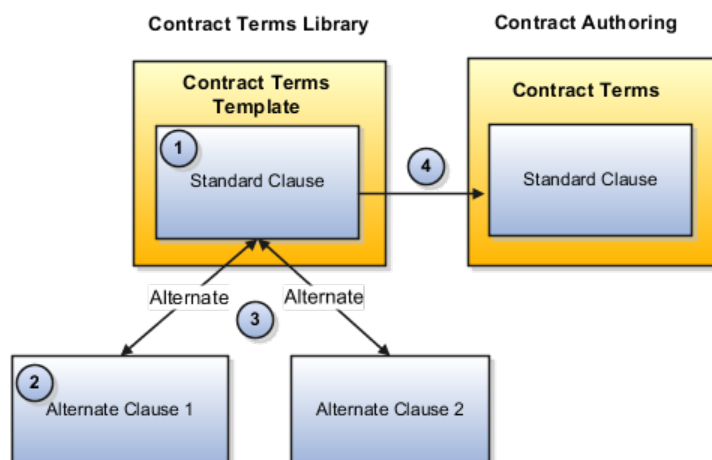 Contract Terms Library
Contract Authoring
Contract Terms
Template
Contract Terms
1
Standard Clause
4
Standard Clause
Alternate
Alternate
3
2
Alternate Clause 1
Alternate Clause 2